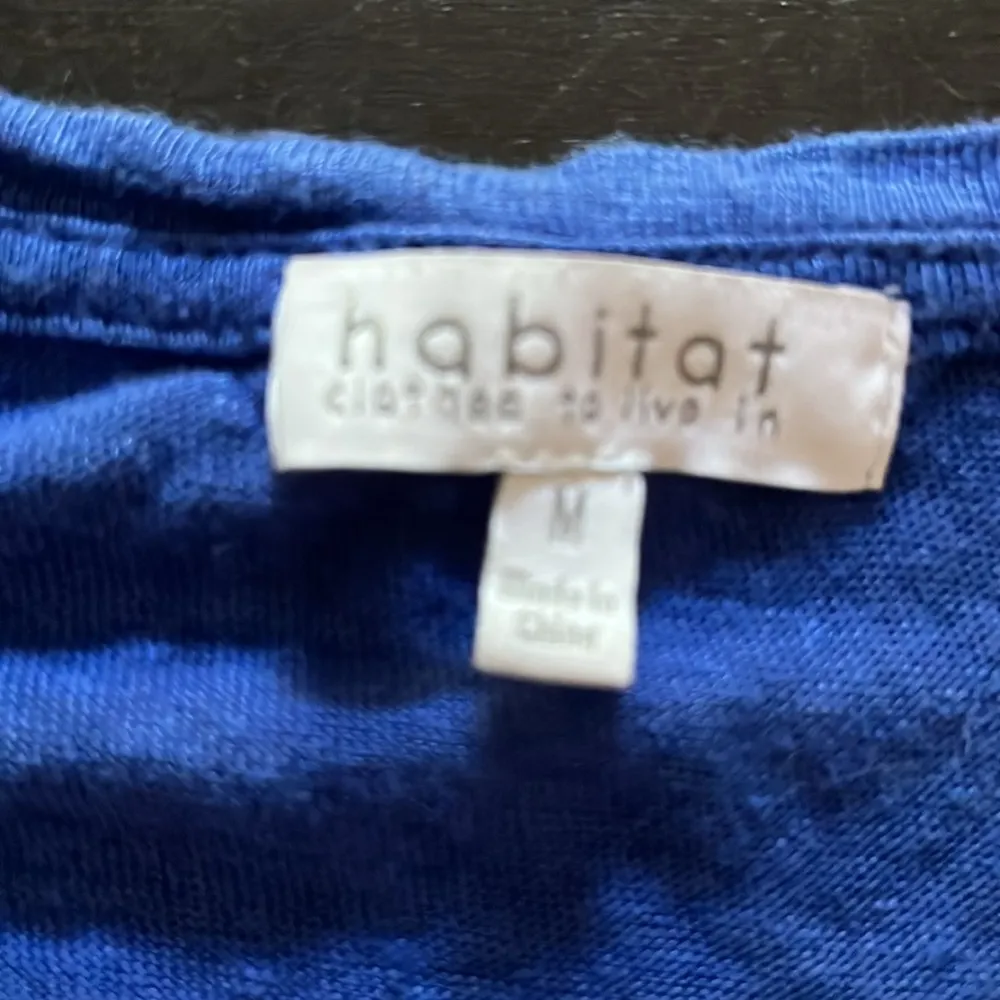 habitat
clothes to live in
M
Made in
China